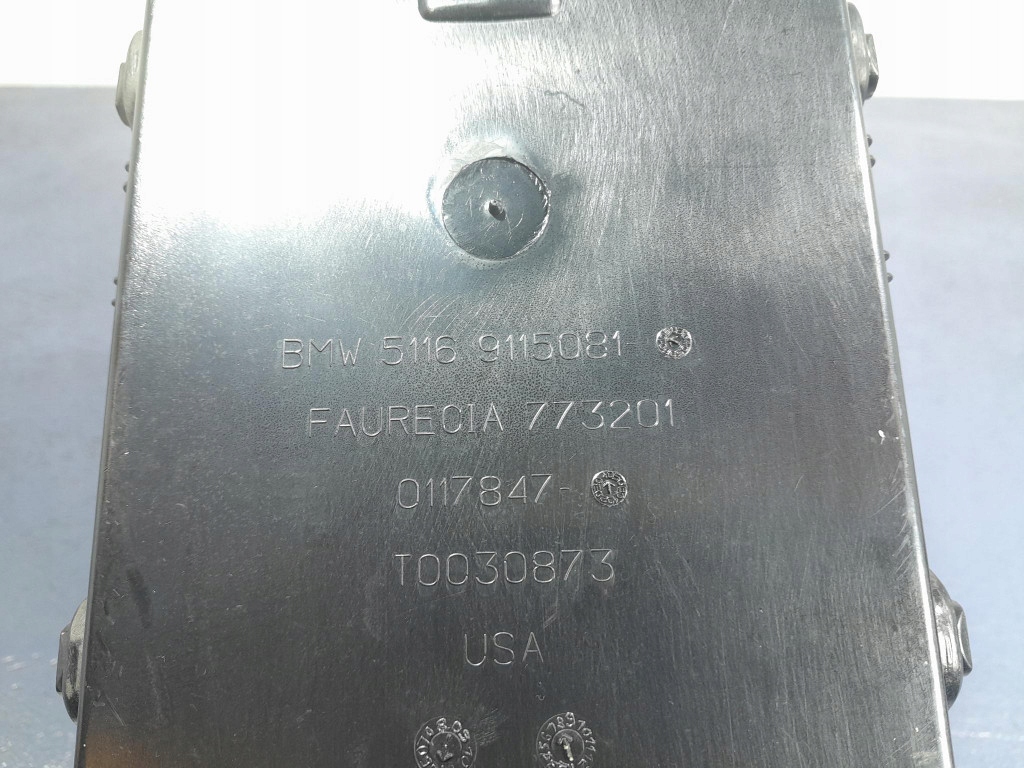 BMW 5116 9115081-
FAURECIA 773201
0117847-
T0030873
USA